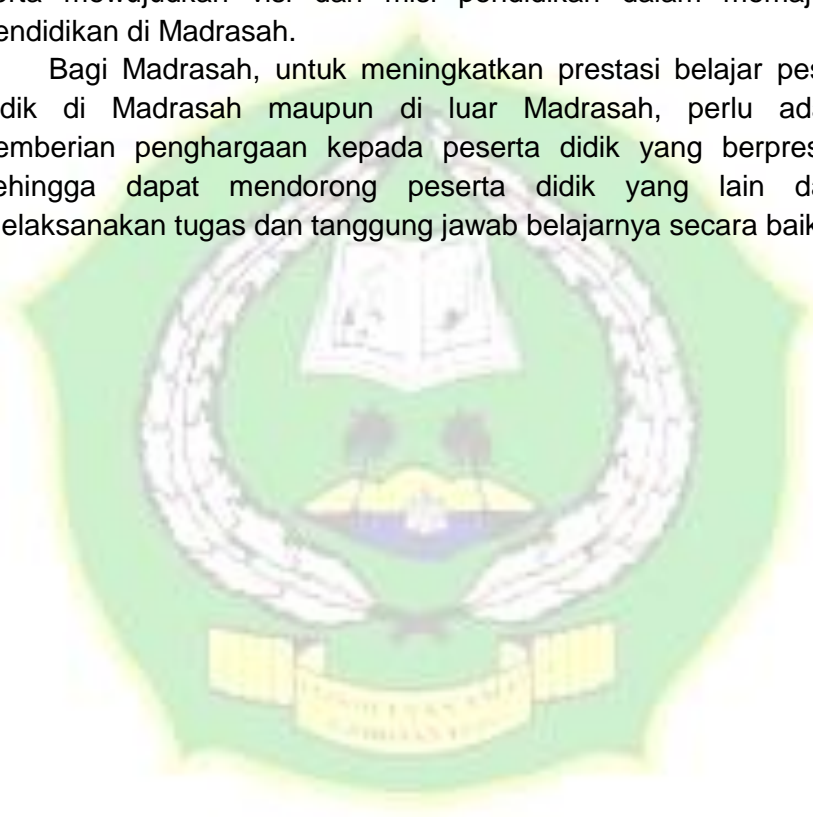 erta mewujudkan visi dan misi pendidikan dalam memaj
endidikan di Madrasah.
Bagi Madrasah, untuk meningkatkan prestasi belajar pes
dik di Madrasah maupun di luar Madrasah, perlu ada
emberian penghargaan kepada peserta didik yang berpres
ehingga dapat mendorong peserta didik yang lain da
elaksanakan tugas dan tanggung jawab belajarnya secara baik